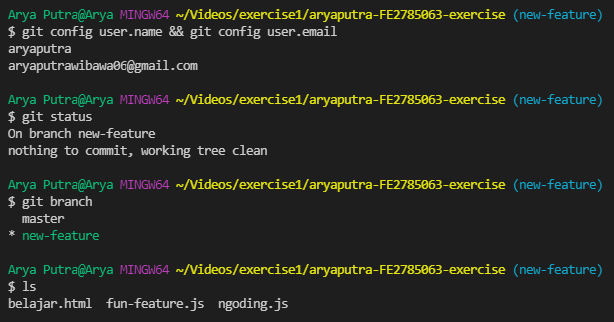 Arya Putra@Arya MINGW64 ~/Videos/exercise1/aryaputra-FE2785063-exercise (new-feature)
$ git config user.name && git config user.email
aryaputra
aryaputrawibawa06@gmail.com
Arya Putra@Arya MINGW64 ~/Videos/exercise1/aryaputra-FE2785063-exercise (new-feature)
$ git status
On branch new-feature
nothing to commit, working tree clean
Arya Putra@Arya MINGW64 ~/Videos/exercise1/aryaputra-FE2785063-exercise (new-feature)
$ git branch
  master
* new-feature
Arya Putra@Arya MINGW64 ~/Videos/exercise1/aryaputra-FE2785063-exercise (new-feature)
$ ls
belajar.html  fun-feature.js  ngoding.js